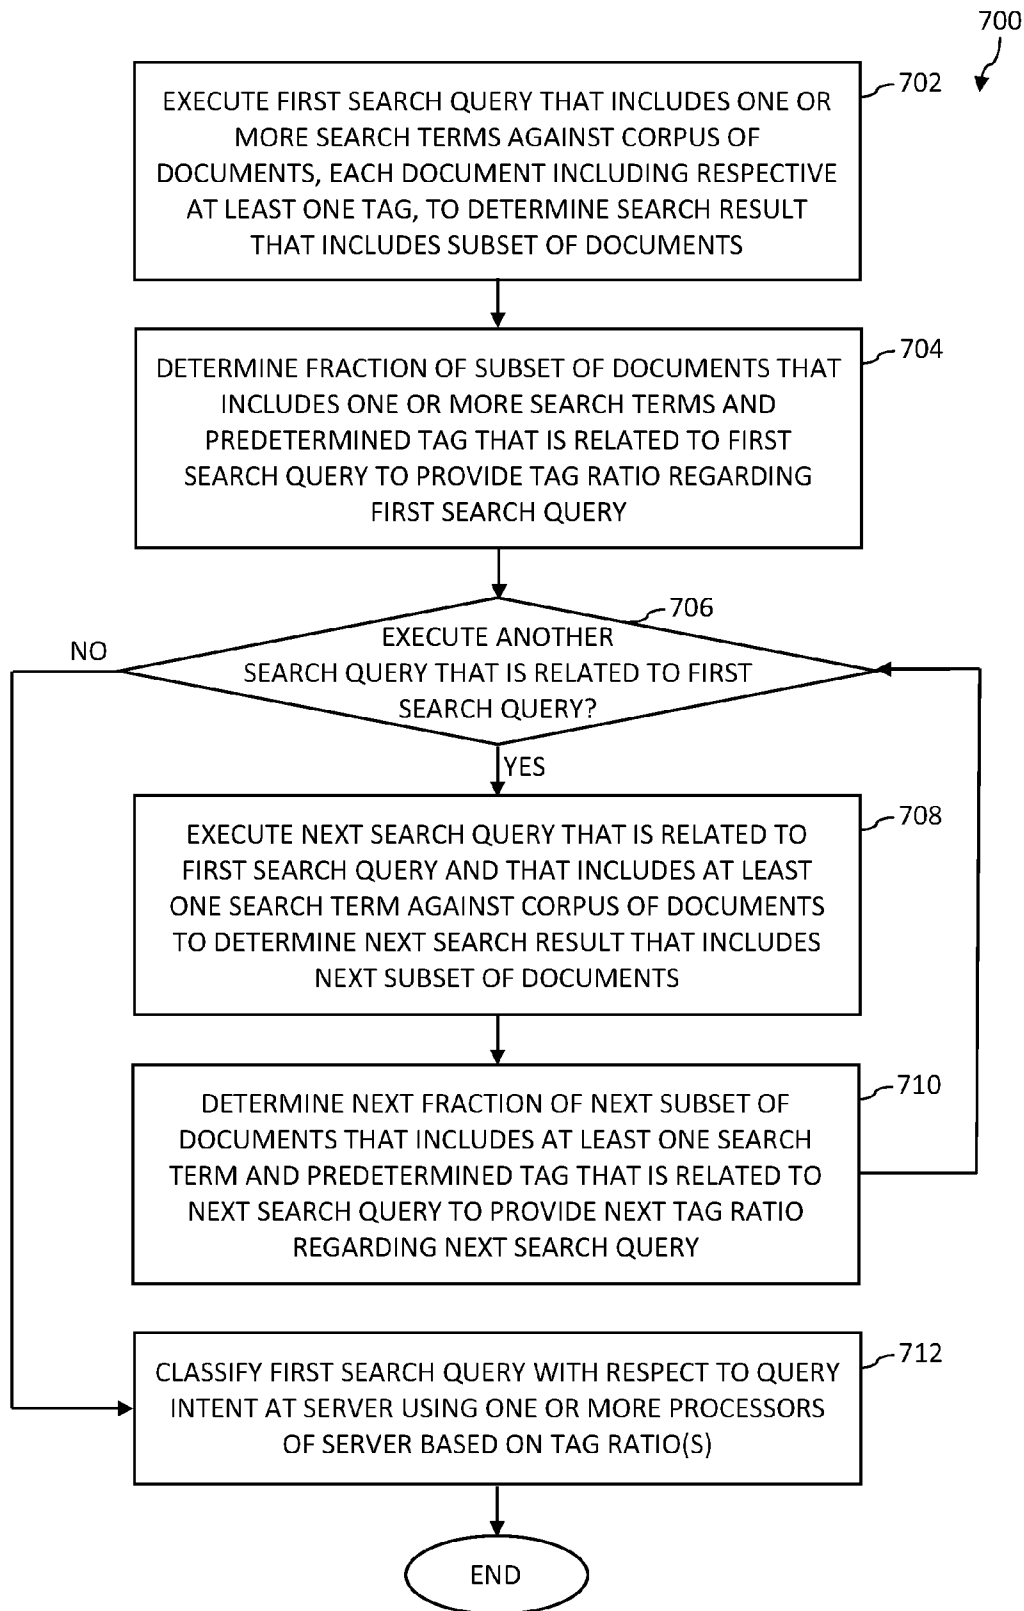 700
702
EXECUTE FIRST SEARCH QUERY THAT INCLUDES ONE OR
MORE SEARCH TERMS AGAINST CORPUS OF
DOCUMENTS, EACH DOCUMENT INCLUDING RESPECTIVE
AT LEAST ONE TAG, TO DETERMINE SEARCH RESULT
THAT INCLUDES SUBSET OF DOCUMENTS
704
DETERMINE FRACTION OF SUBSET OF DOCUMENTS THAT
INCLUDES ONE OR MORE SEARCH TERMS AND
PREDETERMINED TAG THAT IS RELATED TO FIRST
SEARCH QUERY TO PROVIDE TAG RATIO REGARDING
FIRST SEARCH QUERY
706
EXECUTE ANOTHER
SEARCH QUERY THAT IS RELATED TO FIRST
SEARCH QUERY?
NO
YES
708
EXECUTE NEXT SEARCH QUERY THAT IS RELATED TO
FIRST SEARCH QUERY AND THAT INCLUDES AT LEAST
ONE SEARCH TERM AGAINST CORPUS OF DOCUMENTS
TO DETERMINE NEXT SEARCH RESULT THAT INCLUDES
NEXT SUBSET OF DOCUMENTS
710
DETERMINE NEXT FRACTION OF NEXT SUBSET OF
DOCUMENTS THAT INCLUDES AT LEAST ONE SEARCH
TERM AND PREDETERMINED TAG THAT IS RELATED TO
NEXT SEARCH QUERY TO PROVIDE NEXT TAG RATIO
REGARDING NEXT SEARCH QUERY
712
CLASSIFY FIRST SEARCH QUERY WITH RESPECT TO QUERY
INTENT AT SERVER USING ONE OR MORE PROCESSORS
OF SERVER BASED ON TAG RATIO(S)
END